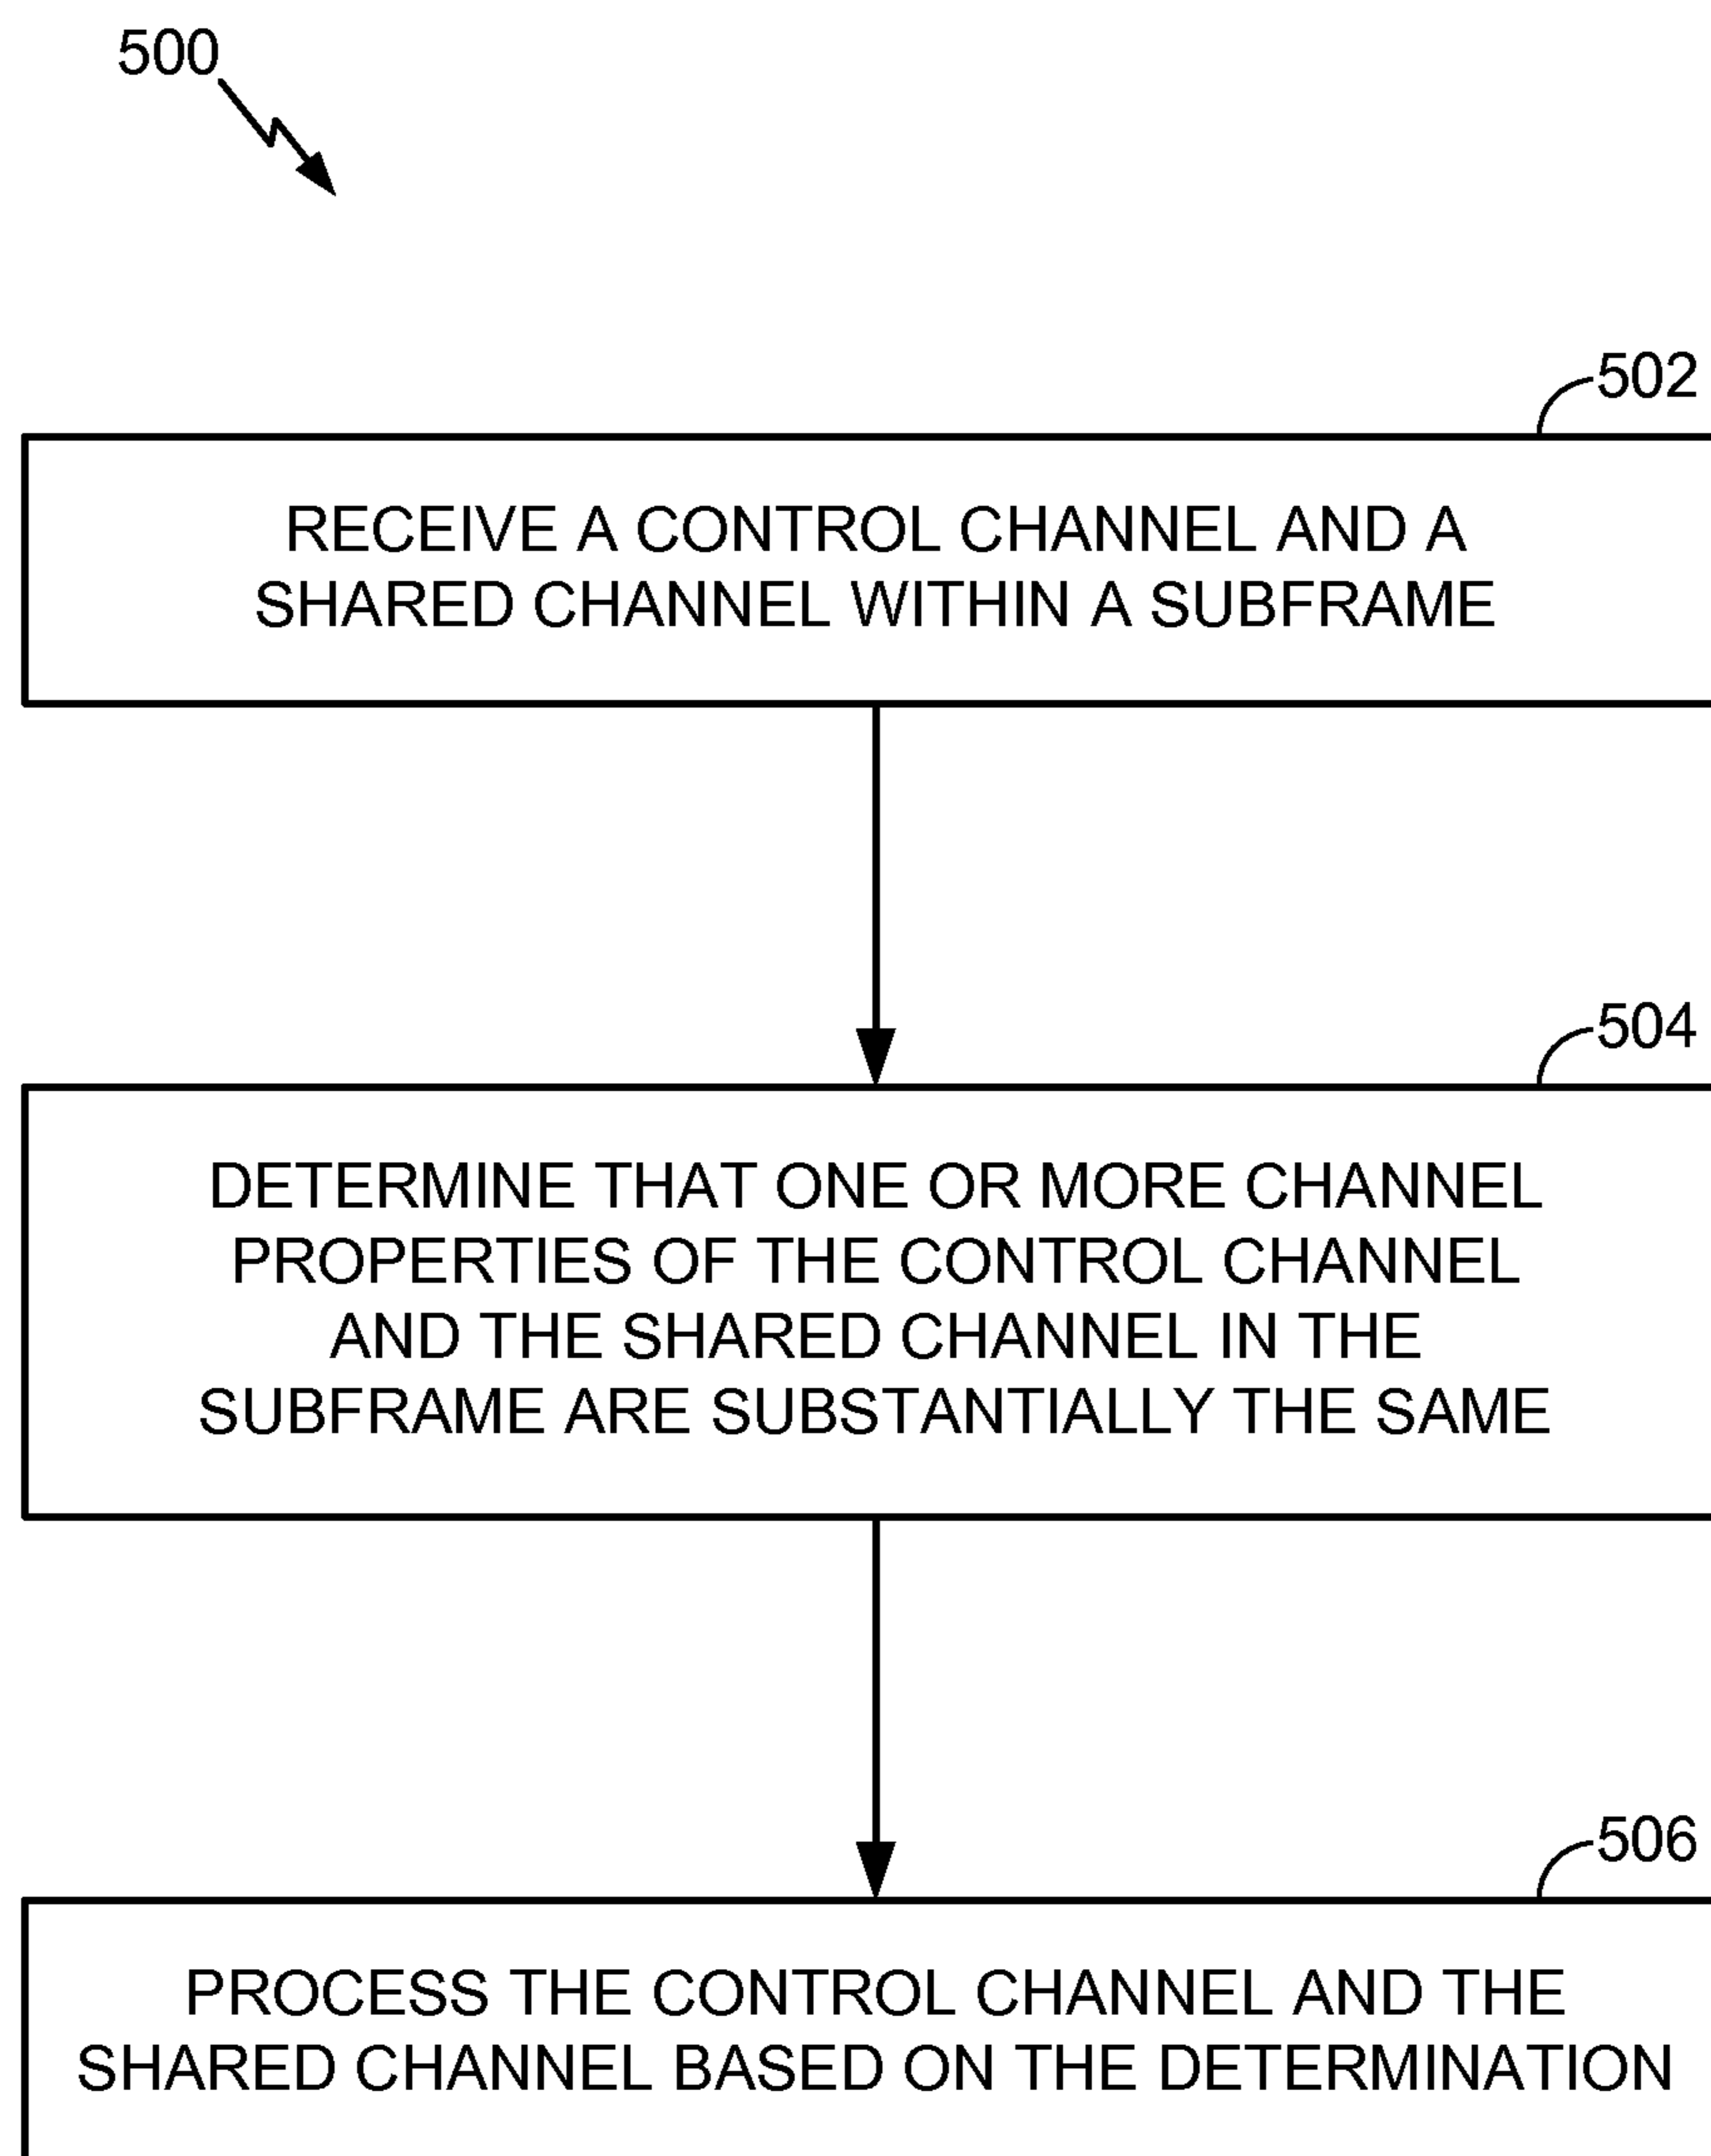 500
502
RECEIVE A CONTROL CHANNEL AND A
SHARED CHANNEL WITHIN A SUBFRAME
504
DETERMINE THAT ONE OR MORE CHANNEL
PROPERTIES OF THE CONTROL CHANNEL
AND THE SHARED CHANNEL IN THE
SUBFRAME ARE SUBSTANTIALLY THE SAME
506
PROCESS THE CONTROL CHANNEL AND THE
SHARED CHANNEL BASED ON THE DETERMINATION